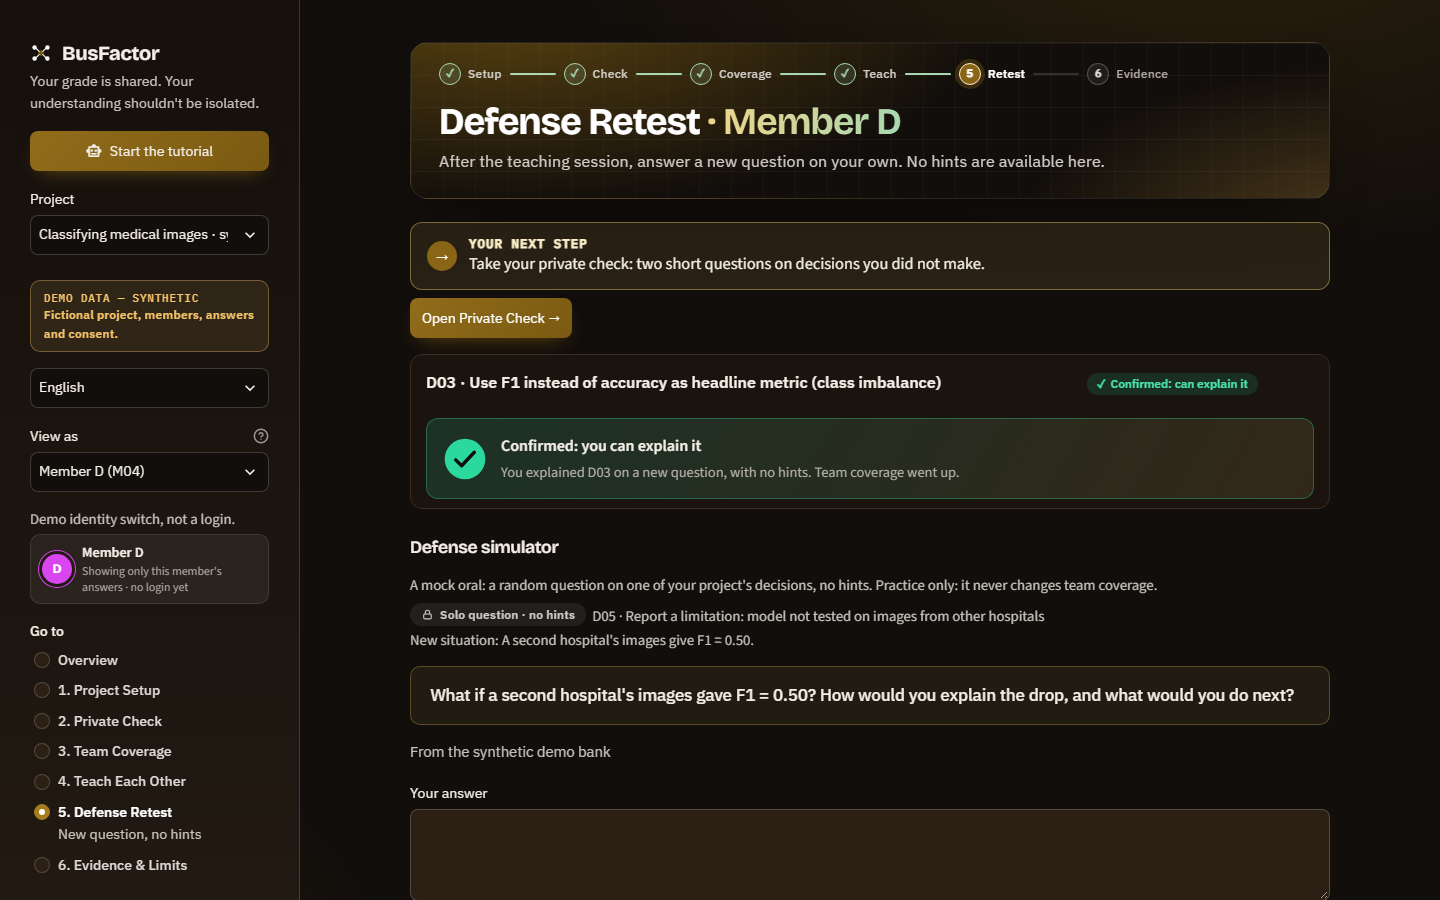 BusFactor
Your grade is shared. Your
understanding shouldn't be isolated.
Start the tutorial
Project
Classifying medical images · sy
DEMO DATA — SYNTHETIC
Fictional project, members, answers
and consent.
English
View as
Member D (M04)
Demo identity switch, not a login.
D
Member D
Showing only this member's
answers · no login yet
Go to
Overview
1. Project Setup
2. Private Check
3. Team Coverage
4. Teach Each Other
5. Defense Retest
New question, no hints
6. Evidence & Limits
✓ Setup ✓ Check ✓ Coverage ✓ Teach 5 Retest 6 Evidence
Defense Retest · Member D
After the teaching session, answer a new question on your own. No hints are available here.
YOUR NEXT STEP
→ Take your private check: two short questions on decisions you did not make.
Open Private Check →
D03 · Use F1 instead of accuracy as headline metric (class imbalance)
✓ Confirmed: can explain it
Confirmed: you can explain it
You explained D03 on a new question, with no hints. Team coverage went up.
Defense simulator
A mock oral: a random question on one of your project's decisions, no hints. Practice only: it never changes team coverage.
Solo question · no hints D05 · Report a limitation: model not tested on images from other hospitals
New situation: A second hospital's images give F1 = 0.50.
What if a second hospital's images gave F1 = 0.50? How would you explain the drop, and what would you do next?
From the synthetic demo bank
Your answer